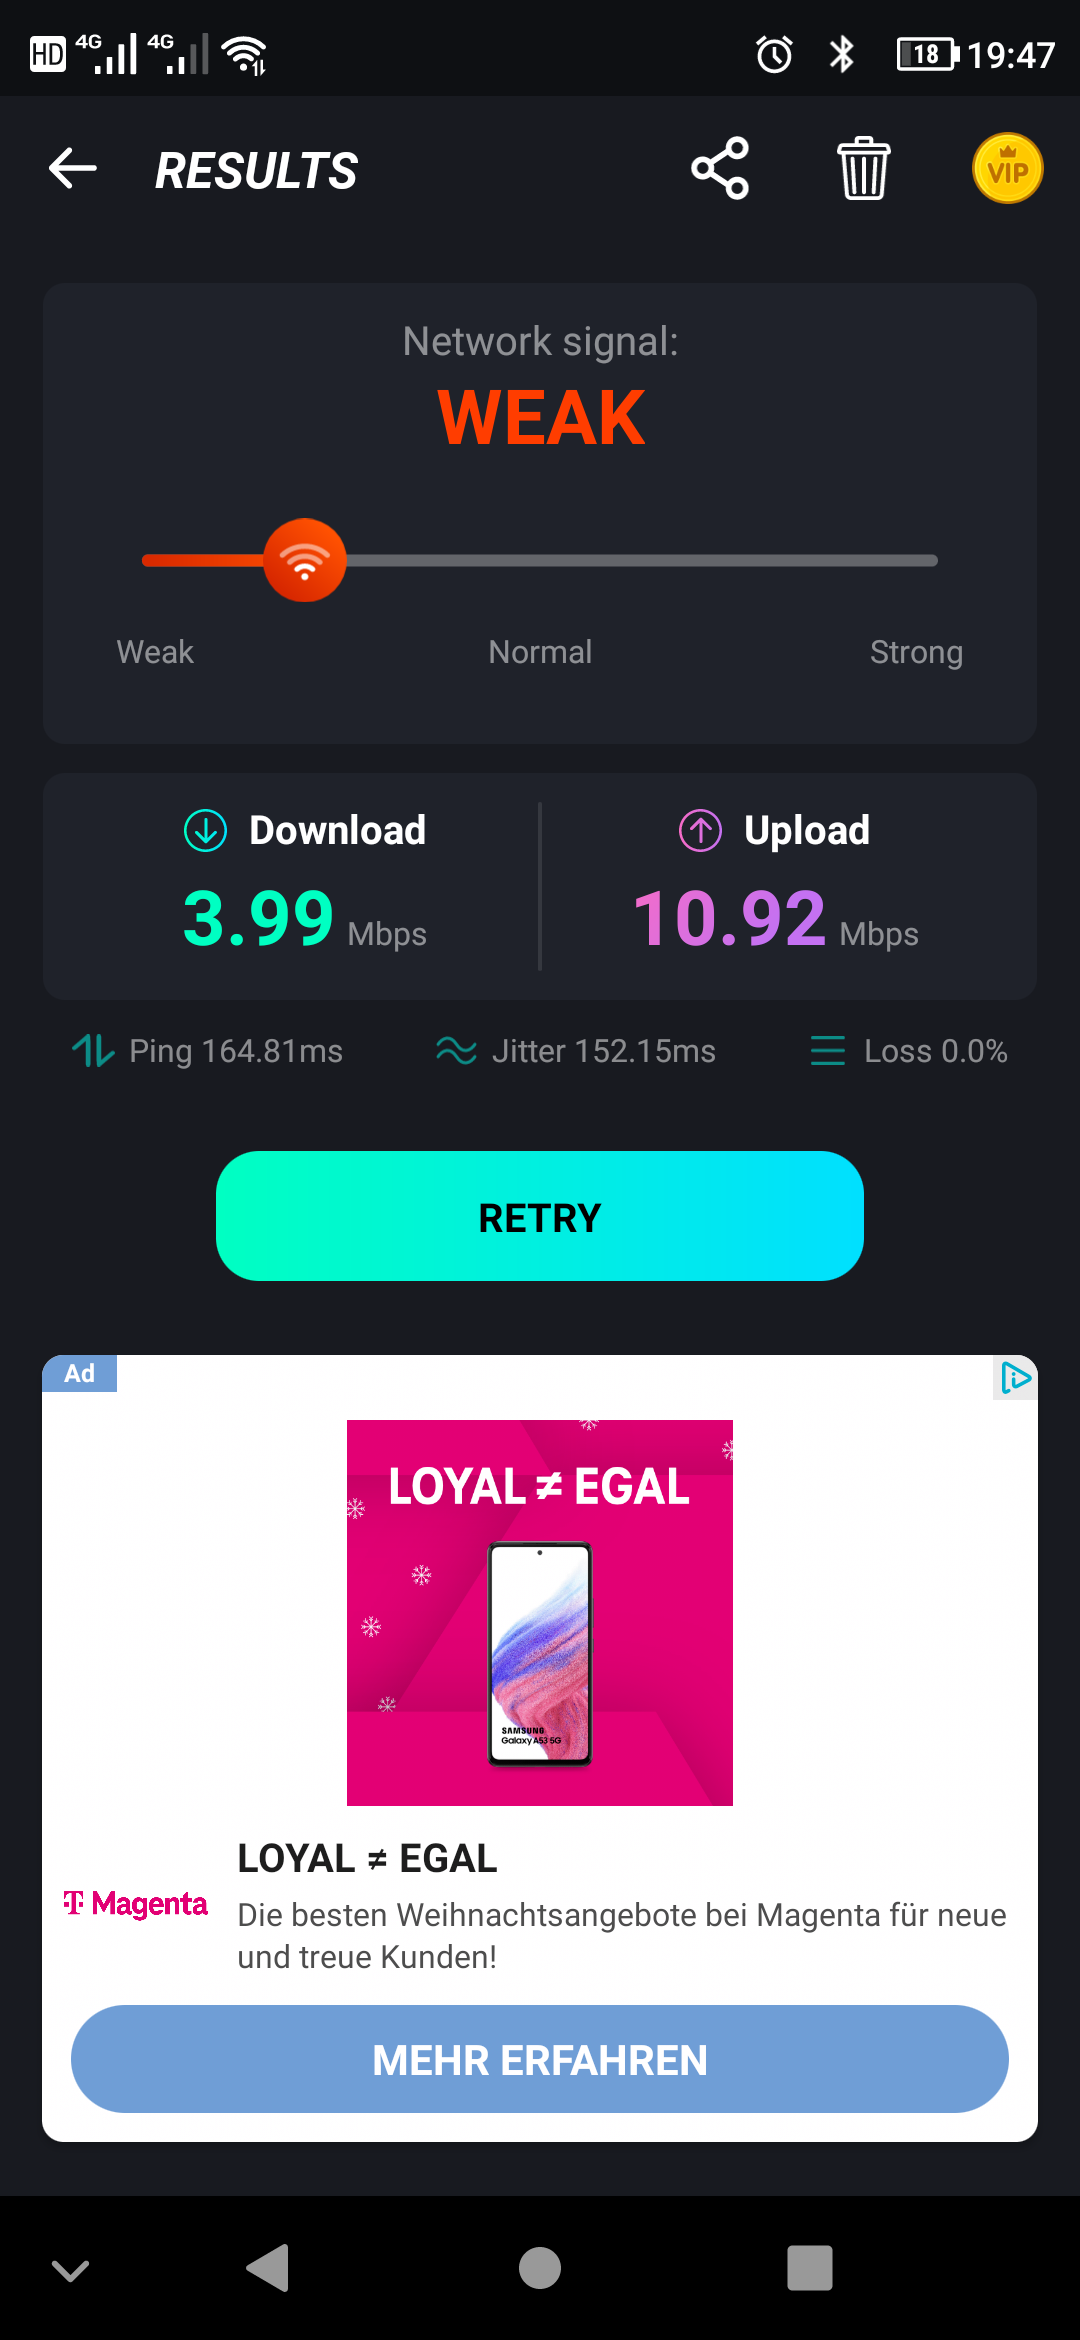 HD 4G 4G 18 19:47
RESULTS VIP
Network signal:
WEAK
Weak Normal Strong
Download Upload
3.99 Mbps 10.92 Mbps
Ping 164.81ms Jitter 152.15ms Loss 0.0%
RETRY
Ad
LOYAL ≠ EGAL
SAMSUNG
Galaxy A53 5G
LOYAL ≠ EGAL
T Magenta
Die besten Weihnachtsangebote bei Magenta für neue
und treue Kunden!
MEHR ERFAHREN